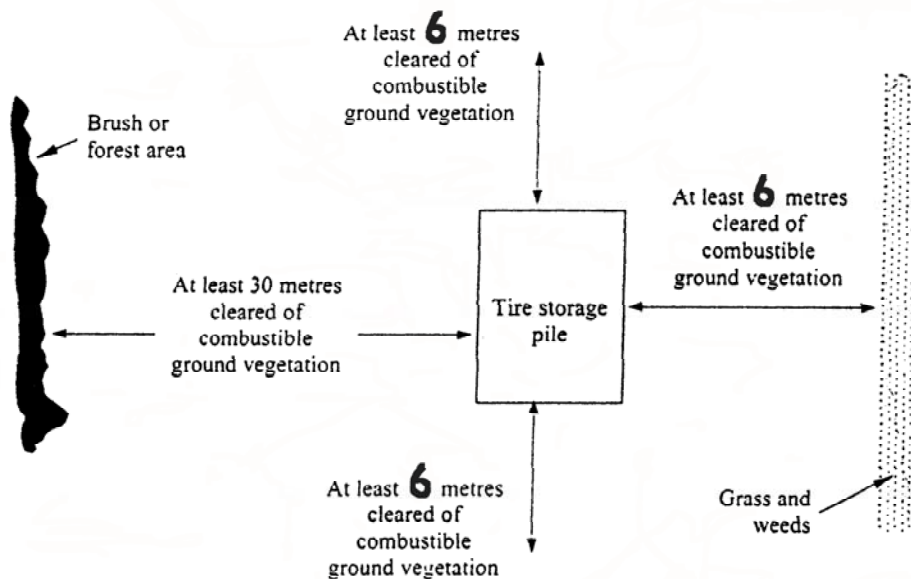 At least 6 metres
cleared of
combustible
ground vegetation
Brush or
forest area
At least 6 metres
cleared of
combustible
ground vegetation
At least 30 metres
cleared of
combustible
ground vegetation
Tire storage
pile
At least 6 metres
cleared of
combustible
ground vegetation
Grass and
weeds